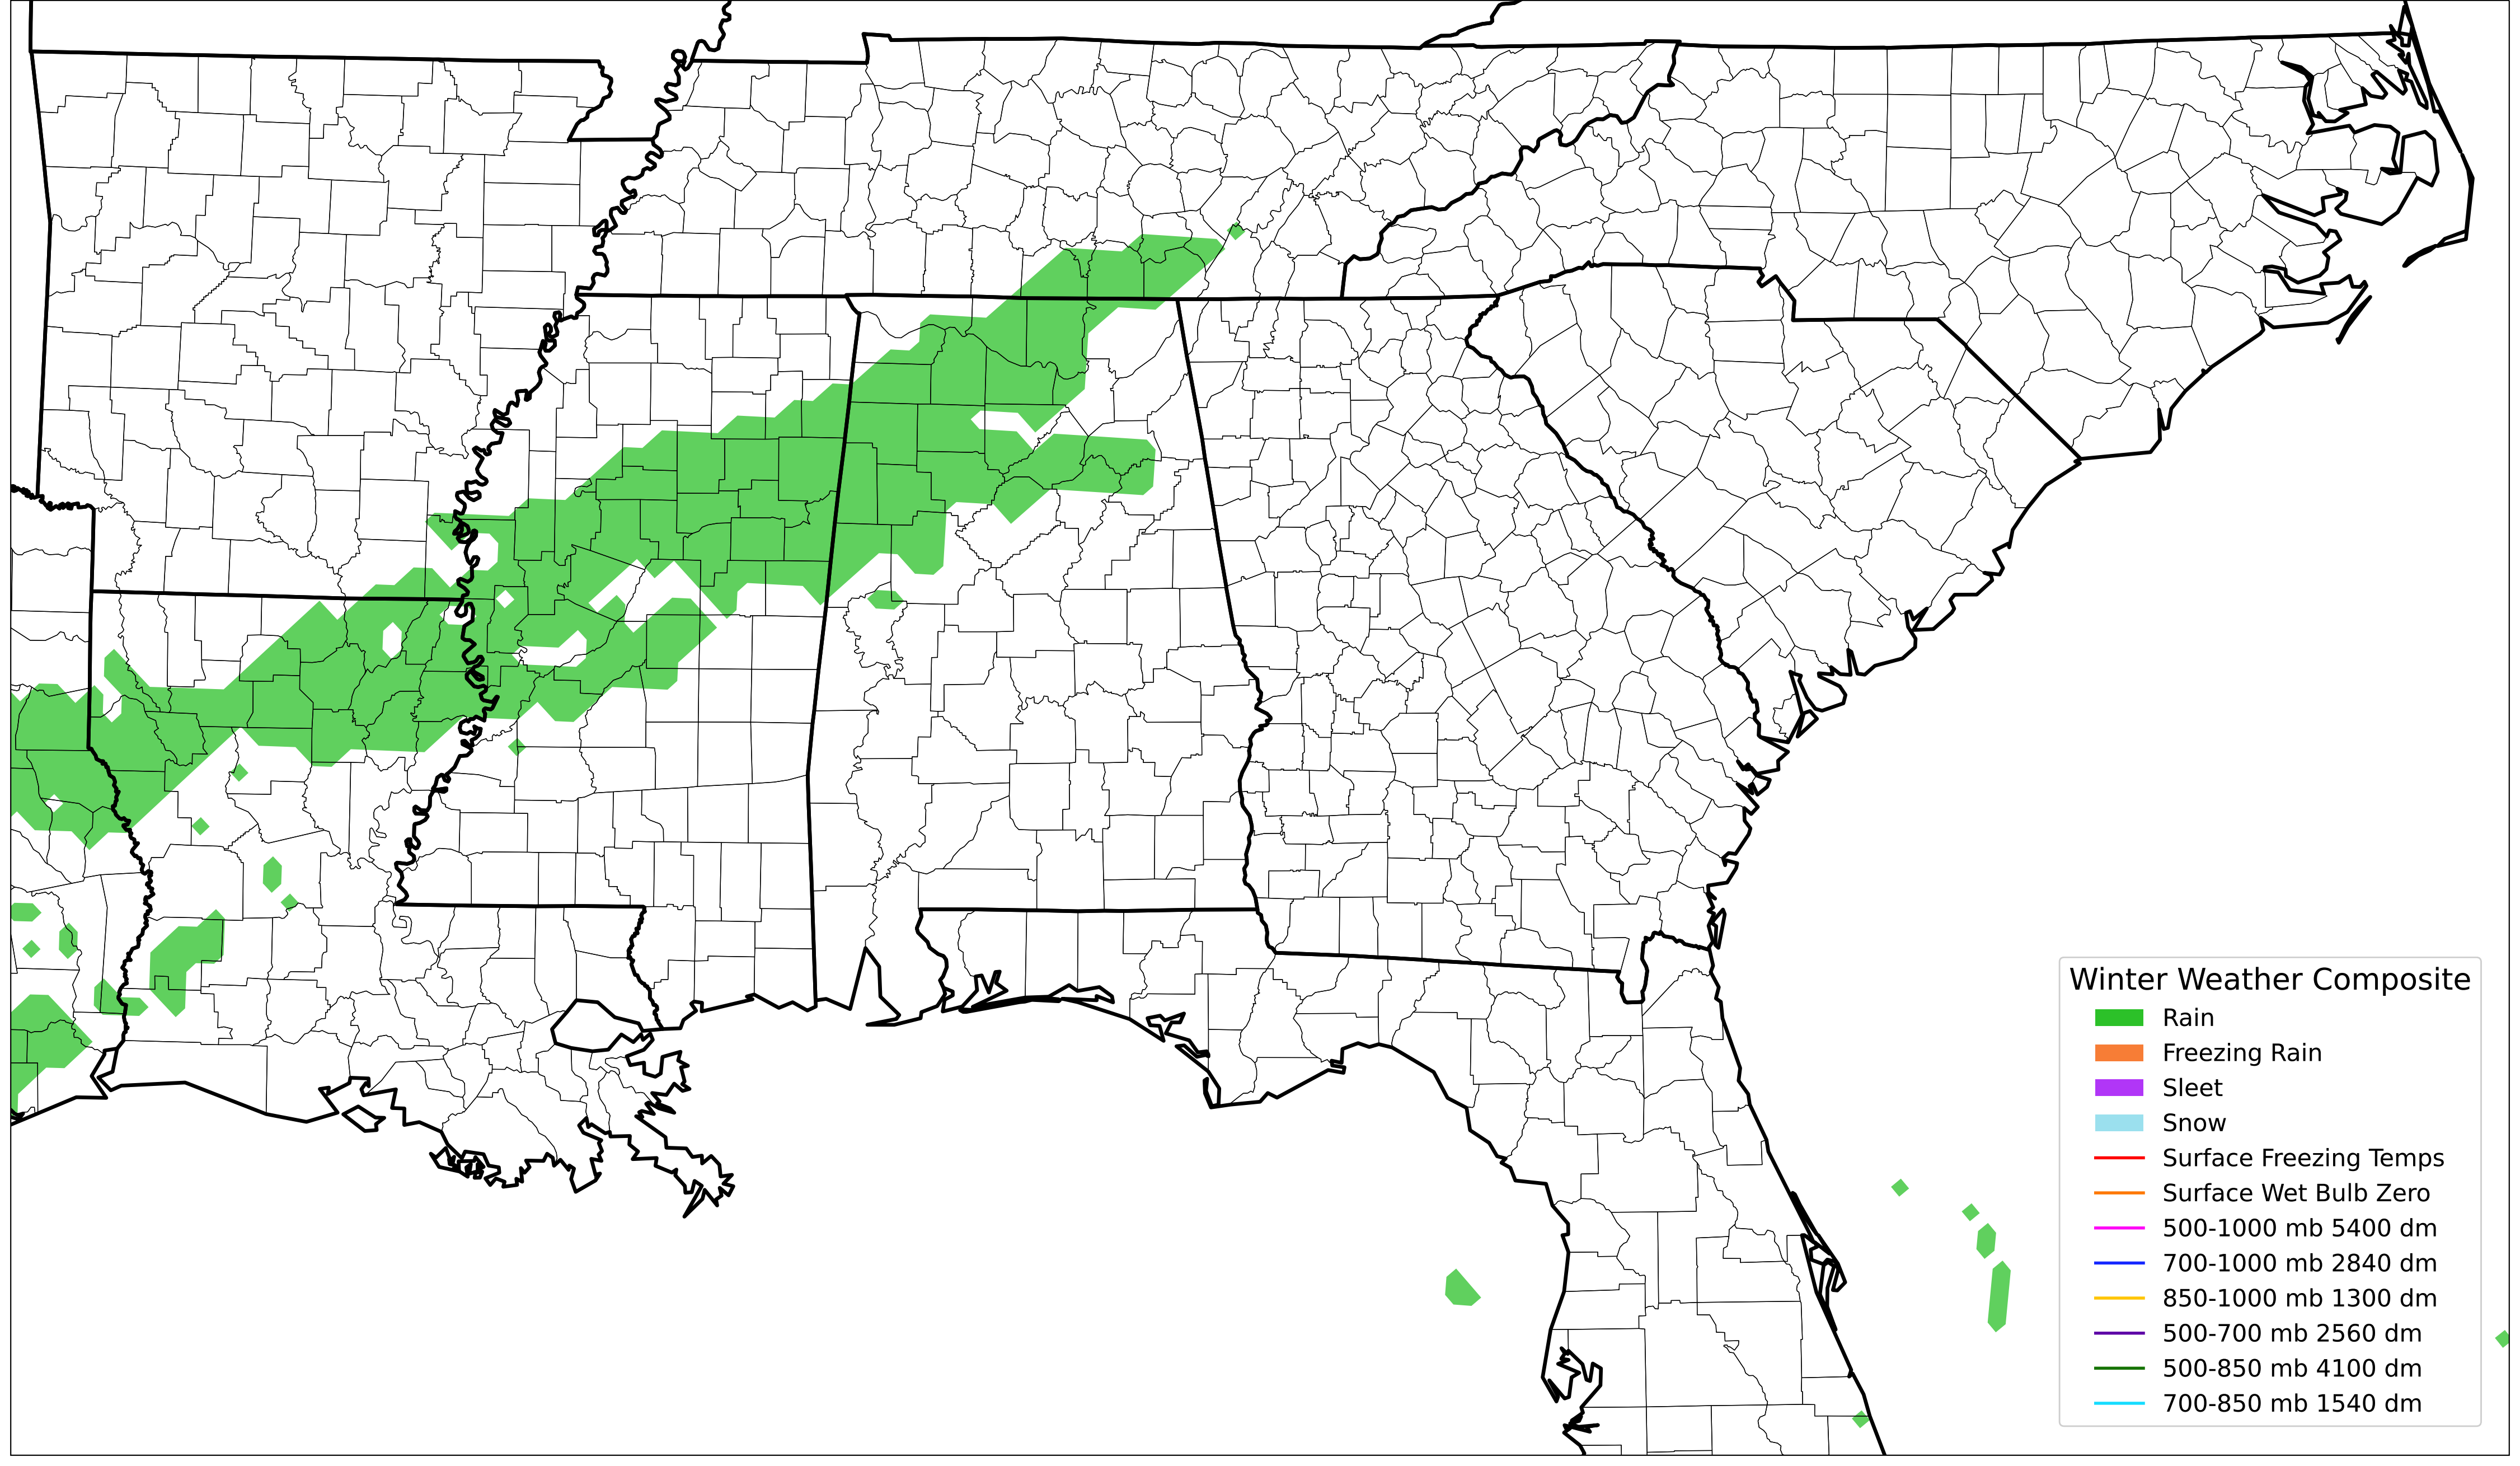 Winter Weather Composite
Rain
Freezing Rain
Sleet
Snow
Surface Freezing Temps
Surface Wet Bulb Zero
500-1000 mb 5400 dm
700-1000 mb 2840 dm
850-1000 mb 1300 dm
500-700 mb 2560 dm
500-850 mb 4100 dm
700-850 mb 1540 dm